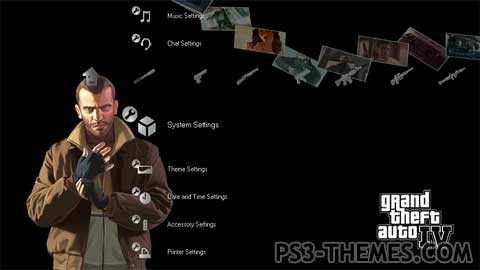 Music Settings
Chat Settings
System Settings
Theme Settings
Date and Time Settings
Accessory Settings
Printer Settings
grand
theft
auto
IV
PS3-THEMES.COM